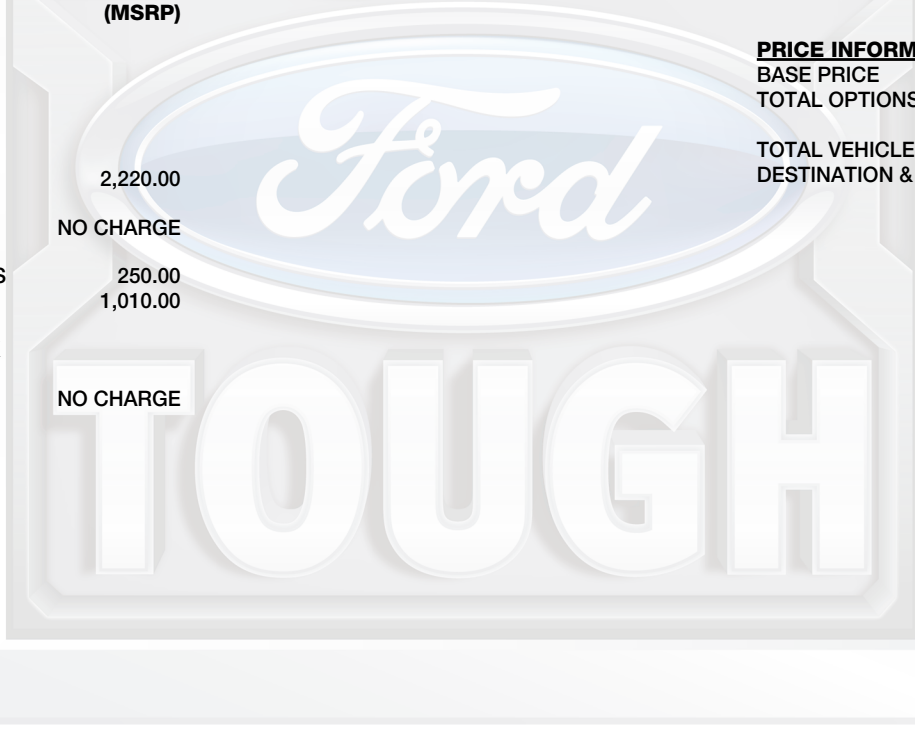 (MSRP)
2,220.00
NO CHARGE
S 250.00
1,010.00
NO CHARGE
PRICE INFORM
BASE PRICE
TOTAL OPTIONS
TOTAL VEHICLE
DESTINATION &
Ford
TOUGH